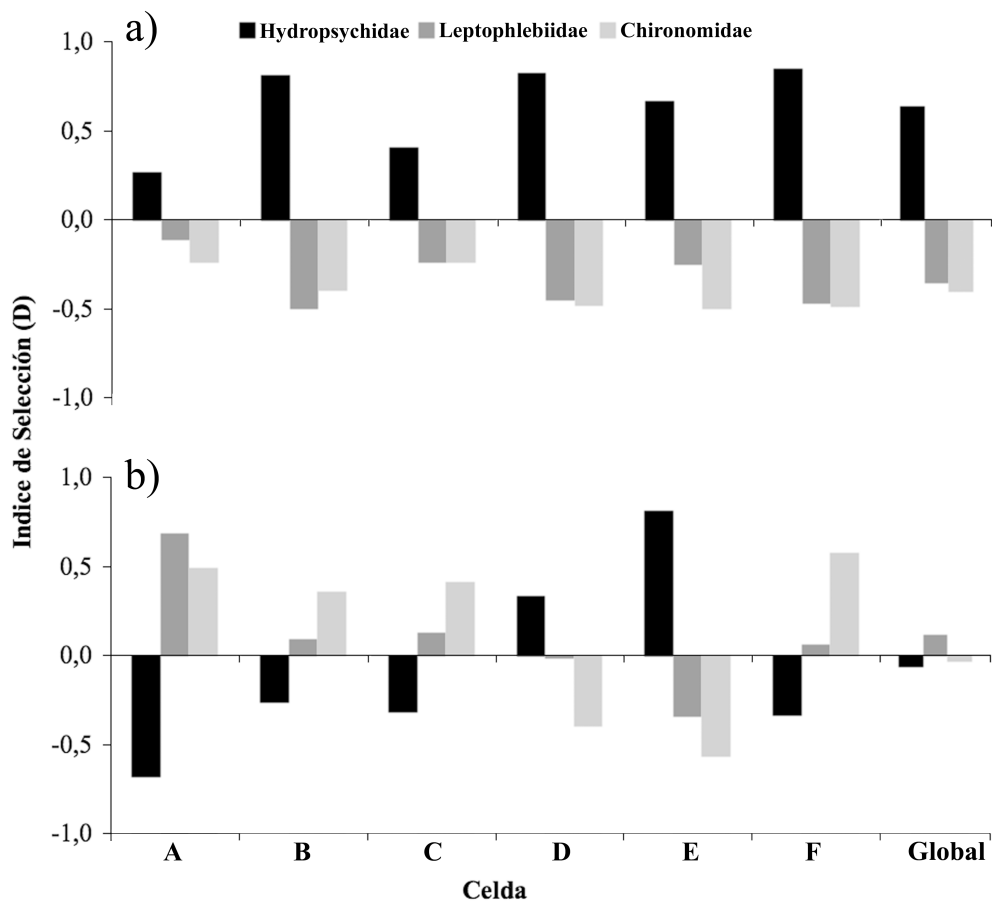 a)
Hydropsychidae Leptophlebiidae Chironomidae
1,0
0,5
0,0
-0,5
-1,0
Indice de Selección (D)
b)
1,0
0,5
0,0
-0,5
-1,0
A B C D E F Global
Celda